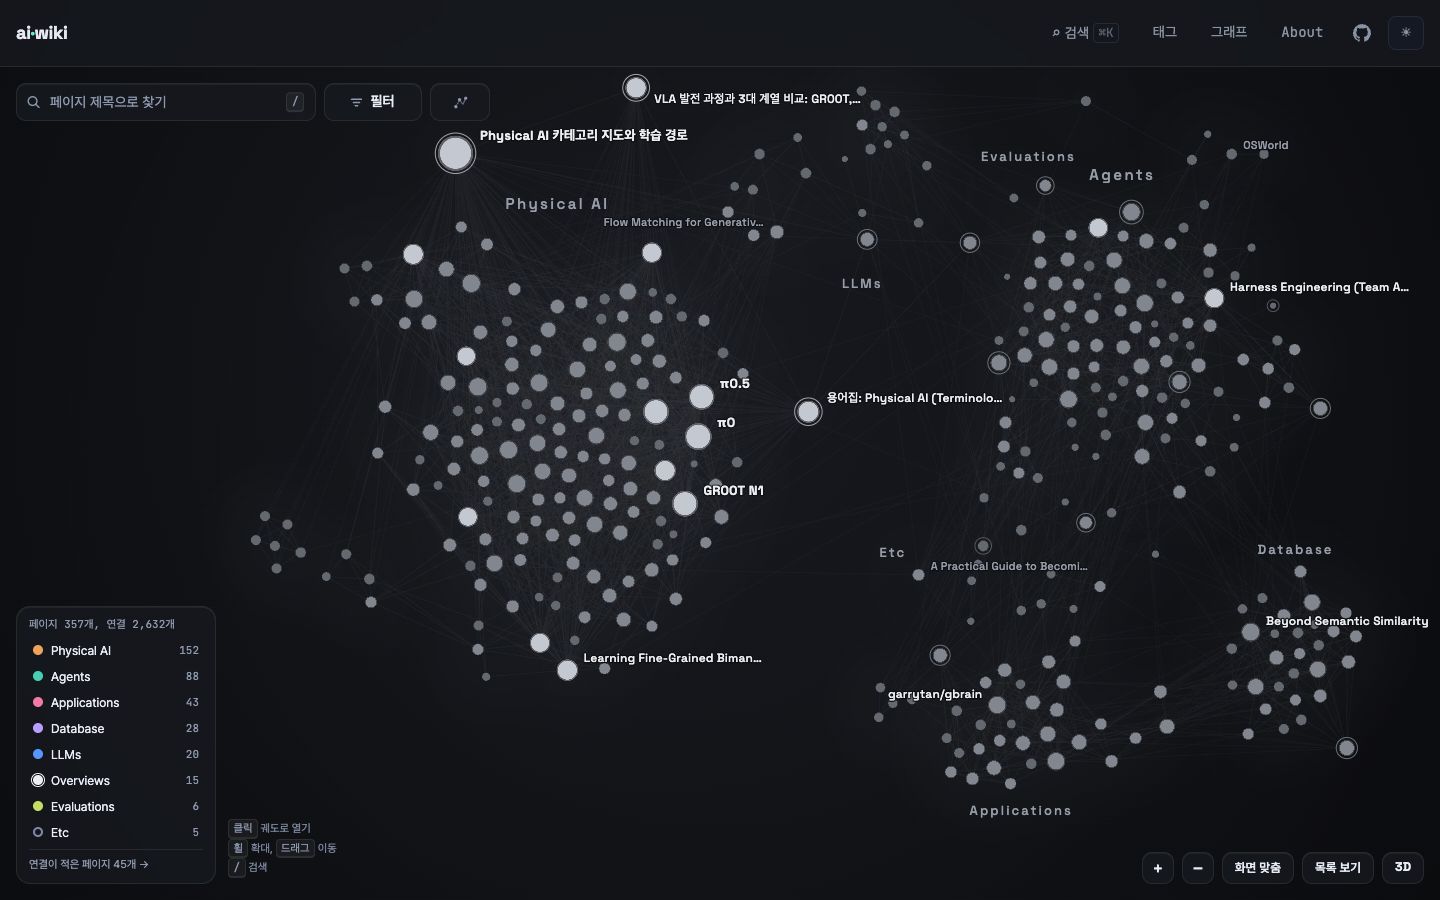 ai·wiki
검색 ⌘K
태그
그래프
About
페이지 제목으로 찾기 /
필터
VLA 발전 과정과 3대 계열 비교: GR00T,...
Physical AI 카테고리 지도와 학습 경로
Physical AI
Flow Matching for Generativ...
Evaluations
Agents
OSWorld
LLMs
Harness Engineering (Team A...
π0.5
용어집: Physical AI (Terminolo...
π0
GR00T N1
Etc
A Practical Guide to Becomi...
Database
Beyond Semantic Similarity
Learning Fine-Grained Biman...
garrytan/gbrain
Applications
페이지 357개, 연결 2,632개
Physical AI 152
Agents 88
Applications 43
Database 28
LLMs 20
Overviews 15
Evaluations 6
Etc 5
연결이 적은 페이지 45개 →
클릭 궤도로 열기
휠 확대, 드래그 이동
/ 검색
+
−
화면 맞춤
목록 보기
3D